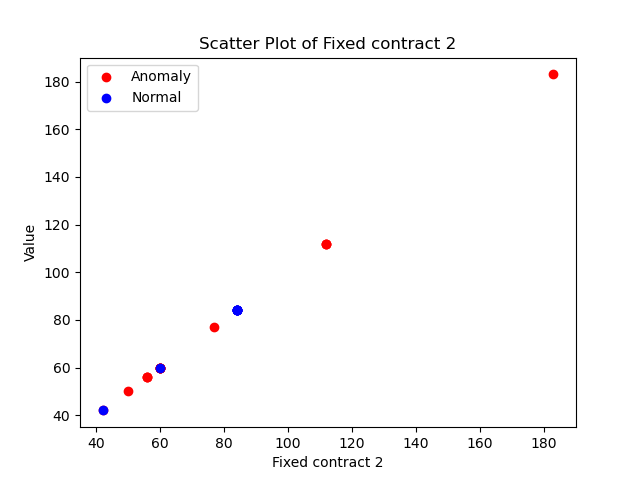 Scatter Plot of Fixed contract 2
Anomaly
Normal
180
160
140
120
100
80
60
40
Value
40 60 80 100 120 140 160 180
Fixed contract 2